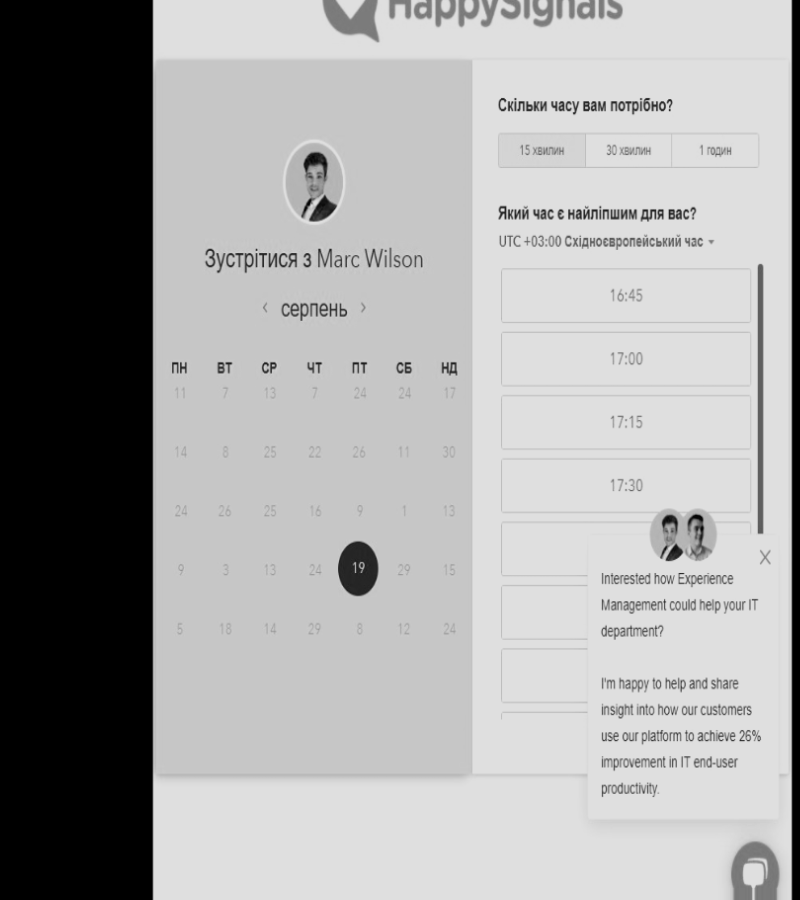 HappySignals
Зустрітися з Marc Wilson
серпень
ПН ВТ СР ЧТ ПТ СБ НД
11 7 13 7 24 24 17
14 8 25 22 26 11 30
24 26 25 16 9 1 13
9 3 13 24 19 29 15
5 18 14 29 8 12 24
Скільки часу вам потрібно?
15 хвилин 30 хвилин 1 годин
Який час є найліпшим для вас?
UTC +03:00 Східноєвропейський час
16:45
17:00
17:15
17:30
Interested how Experience
Management could help your IT
department?
I'm happy to help and share
insight into how our customers
use our platform to achieve 26%
improvement in IT end-user
productivity.